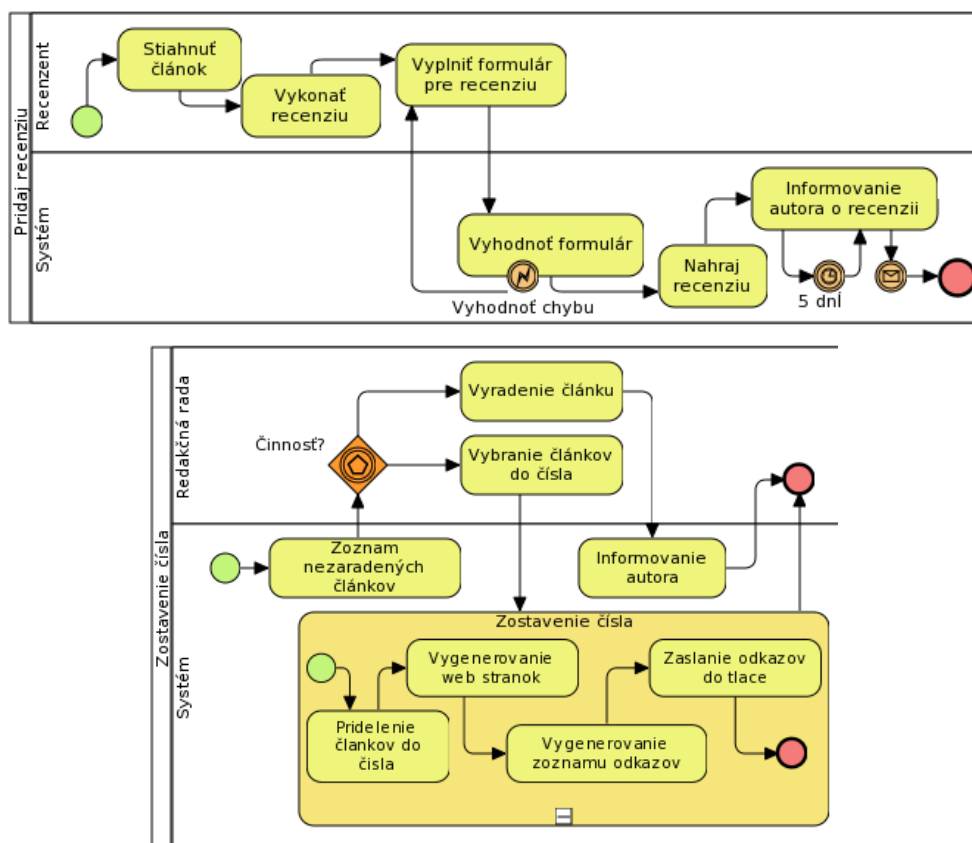 Pridaj recenziu
Recenzent
Stiahnuť
článok
Vykonať
recenziu
Vyplniť formulár
pre recenziu
Systém
Vyhodnoť formulár
Vyhodnoť chybu
Nahraj
recenziu
Informovanie
autora o recenzii
5 dní
Zostavenie čísla
Redakčná rada
Činnosť?
Vyradenie článku
Vybranie článkov
do čísla
Systém
Zoznam
nezaradených
článkov
Informovanie
autora
Zostavenie čísla
Pridelenie
člankov do
čisla
Vygenerovanie
web stranok
Vygenerovanie
zoznamu odkazov
Zaslanie odkazov
do tlace